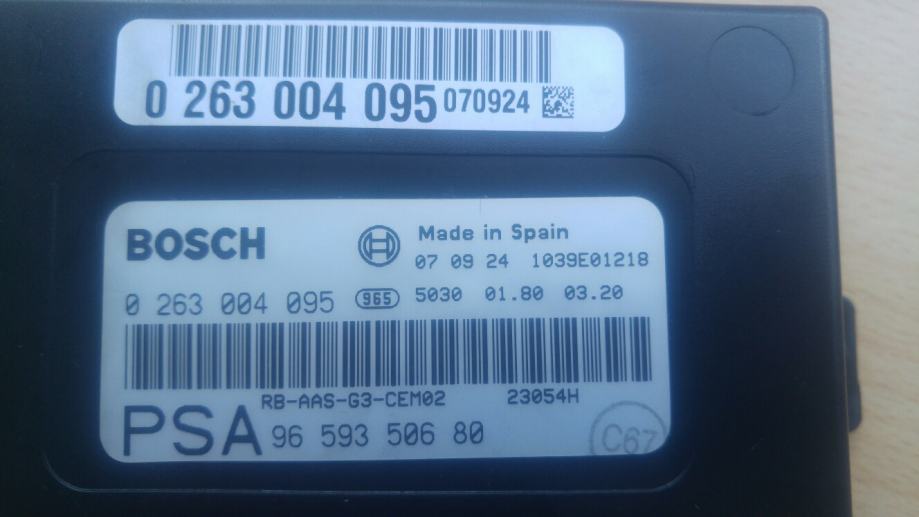 0 263 004 095 070924
BOSCH
Made in Spain
07 09 24 1039E01218
0 263 004 095 965 5030 01.80 03.20
RB-AAS-G3-CEM02 23054H
PSA 96 593 506 80
C67